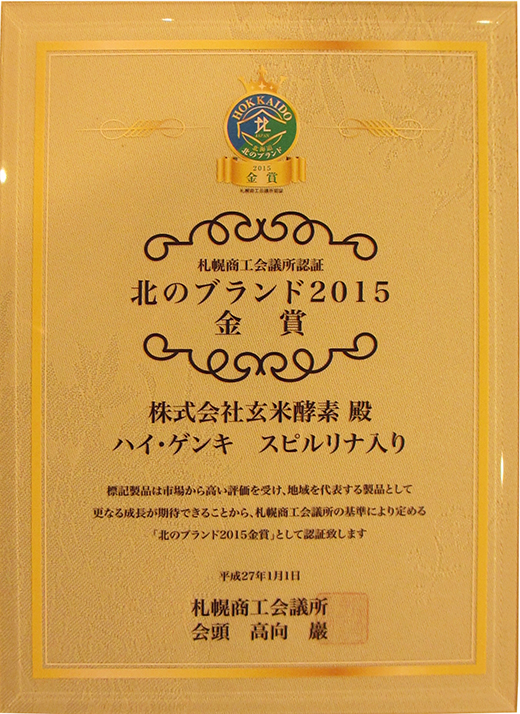 HOKKAIDO
北
北海道
北のブランド
2015
金賞
札幌商工会議所認証
札幌商工会議所認証
北のブランド2015
金賞
株式会社玄米酵素 殿
ハイ・ゲンキ スピルリナ入り
標記製品は市場から高い評価を受け、地域を代表する製品として
更なる成長が期待できることから、札幌商工会議所の基準により定める
「北のブランド2015金賞」として認証致します
平成27年1月1日
札幌商工会議所
会頭 高向 巖